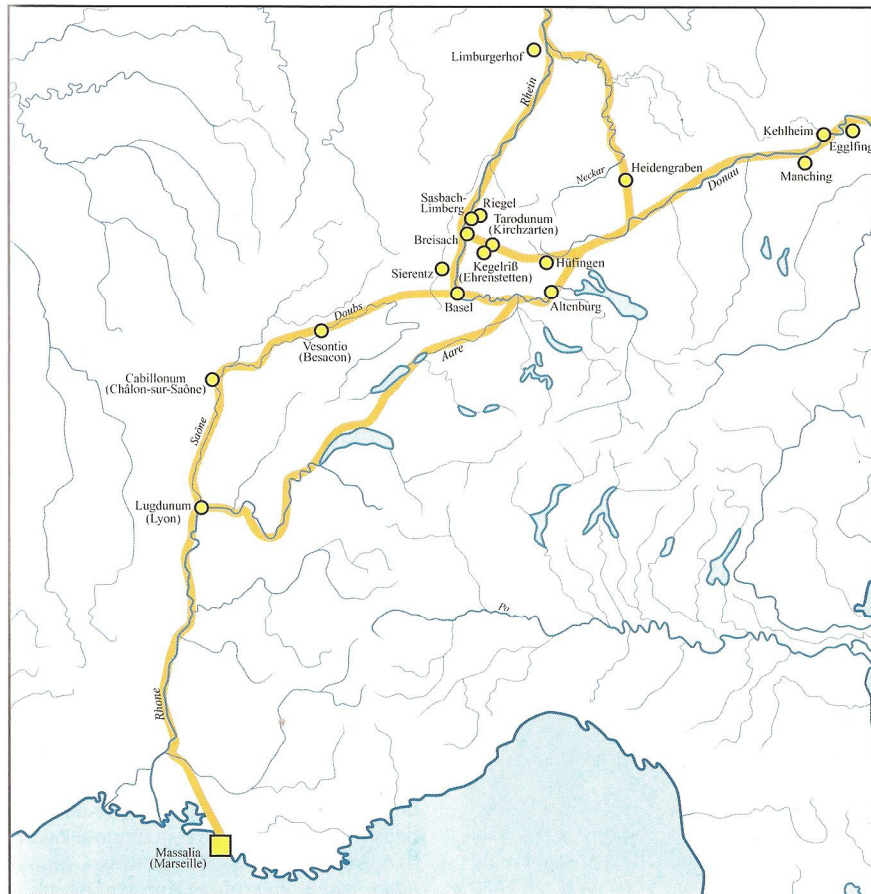 Limburgerhof
Rhein
Kehlheim
Egglfing
Manching
Donau
Neckar
Heidengraben
Sasbach-
Limberg
Riegel
Tarodunum
(Kirchzarten)
Breisach
Sierentz
Kegelriß
(Ehrenstetten)
Hüfingen
Basel
Altenburg
Doubs
Vesontio
(Besacon)
Aare
Cabillonum
(Châlon-sur-Saône)
Saône
Lugdunum
(Lyon)
Po
Rhone
Massalia
(Marseille)